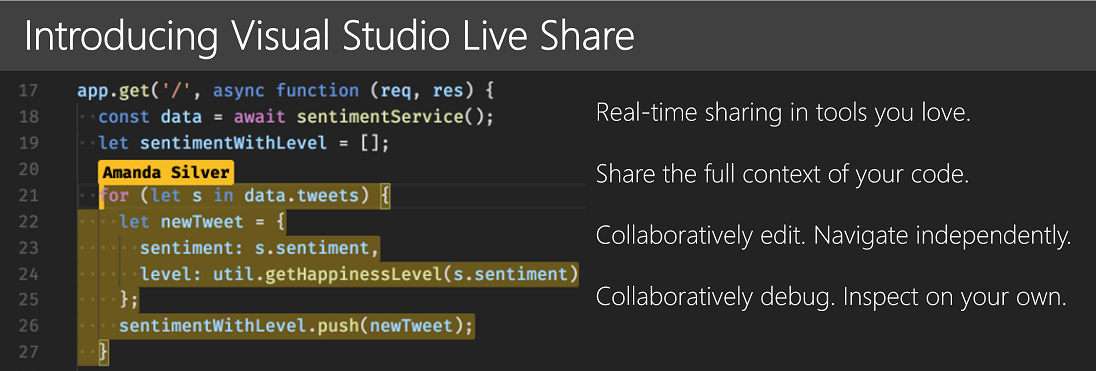 Introducing Visual Studio Live Share
17 app.get('/', async function (req, res) {
18 const data = await sentimentService();
19 let sentimentWithLevel = [];
20
Amanda Silver
21 for (let s in data.tweets) {
22 let newTweet = {
23 sentiment: s.sentiment,
24 level: util.getHappinessLevel(s.sentiment)
25 };
26 sentimentWithLevel.push(newTweet);
27 }
Real-time sharing in tools you love.
Share the full context of your code.
Collaboratively edit. Navigate independently.
Collaboratively debug. Inspect on your own.